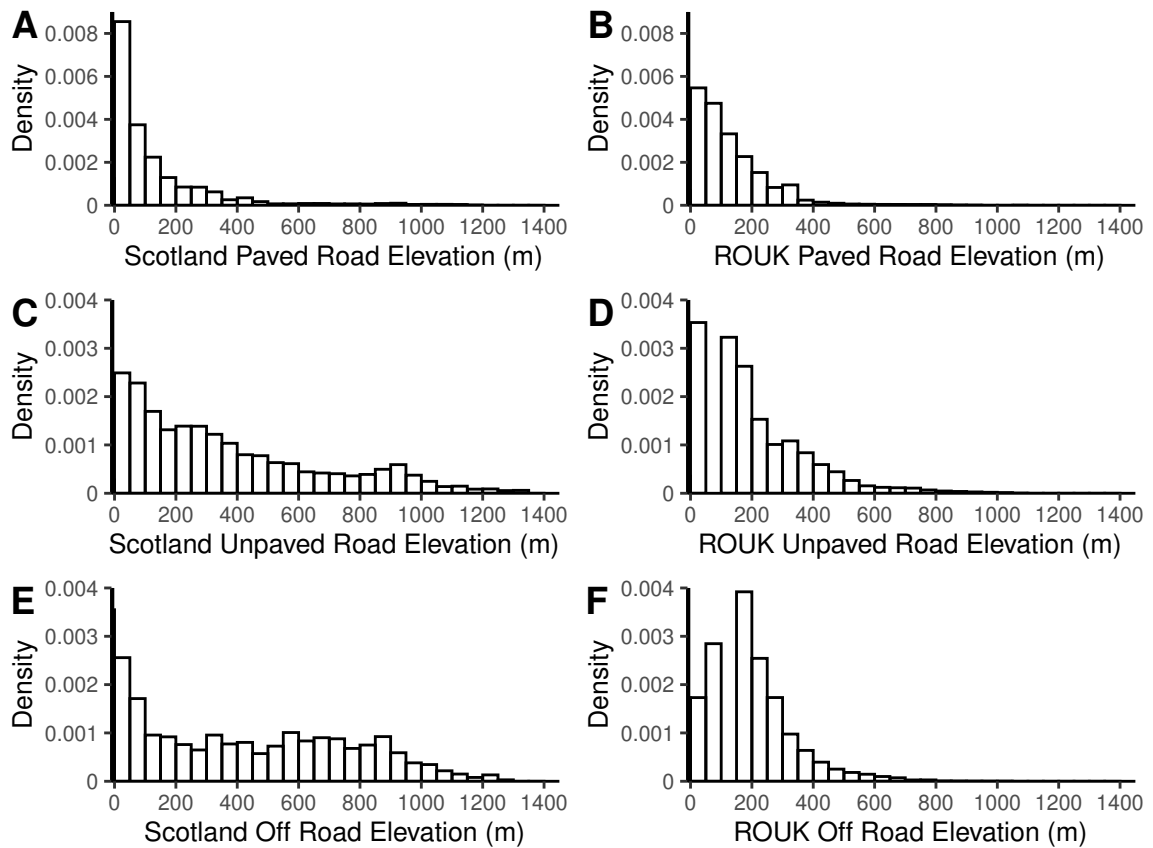 A
B
Density
0.008
0.006
0.004
0.002
0
0 200 400 600 800 1000 1200 1400
Scotland Paved Road Elevation (m)
Density
0.008
0.006
0.004
0.002
0
0 200 400 600 800 1000 1200 1400
ROUK Paved Road Elevation (m)
C
D
Density
0.004
0.003
0.002
0.001
0
0 200 400 600 800 1000 1200 1400
Scotland Unpaved Road Elevation (m)
Density
0.004
0.003
0.002
0.001
0
0 200 400 600 800 1000 1200 1400
ROUK Unpaved Road Elevation (m)
E
F
Density
0.004
0.003
0.002
0.001
0
0 200 400 600 800 1000 1200 1400
Scotland Off Road Elevation (m)
Density
0.004
0.003
0.002
0.001
0
0 200 400 600 800 1000 1200 1400
ROUK Off Road Elevation (m)